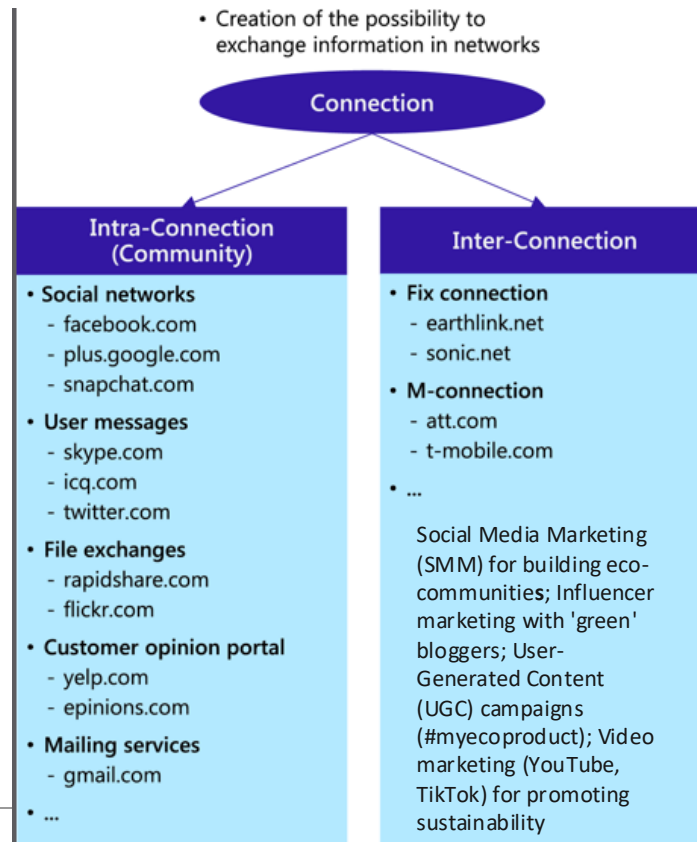 • Creation of the possibility to
exchange information in networks
Connection
Intra-Connection
(Community)
• Social networks
- facebook.com
- plus.google.com
- snapchat.com
• User messages
- skype.com
- icq.com
- twitter.com
• File exchanges
- rapidshare.com
- flickr.com
• Customer opinion portal
- yelp.com
- epinions.com
• Mailing services
- gmail.com
• ...
Inter-Connection
• Fix connection
- earthlink.net
- sonic.net
• M-connection
- att.com
- t-mobile.com
• ...
Social Media Marketing
(SMM) for building eco-
communities; Influencer
marketing with 'green'
bloggers; User-
Generated Content
(UGC) campaigns
(#myecoproduct); Video
marketing (YouTube,
TikTok) for promoting
sustainability